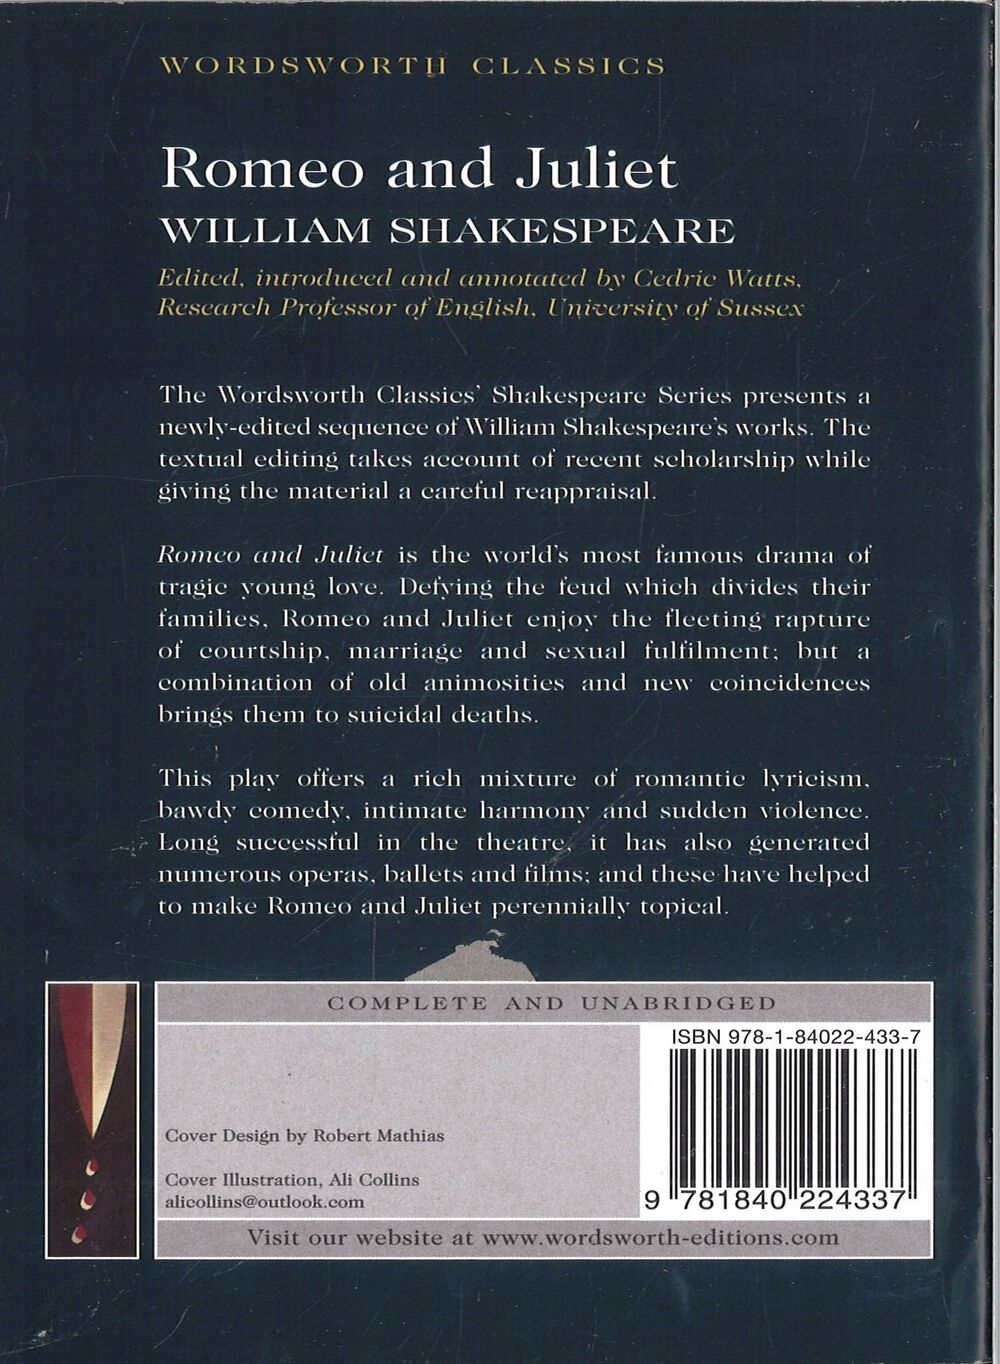 WORDSWORTH CLASSICS
Romeo and Juliet
WILLIAM SHAKESPEARE
Edited, introduced and annotated by Cedric Watts,
Research Professor of English, University of Sussex
The Wordsworth Classics' Shakespeare Series presents a
newly-edited sequence of William Shakespeare's works. The
textual editing takes account of recent scholarship while
giving the material a careful reappraisal.
Romeo and Juliet is the world's most famous drama of
tragic young love. Defying the feud which divides their
families, Romeo and Juliet enjoy the fleeting rapture
of courtship, marriage and sexual fulfilment; but a
combination of old animosities and new coincidences
brings them to suicidal deaths.
This play offers a rich mixture of romantic lyricism,
bawdy comedy, intimate harmony and sudden violence.
Long successful in the theatre, it has also generated
numerous operas, ballets and films; and these have helped
to make Romeo and Juliet perennially topical.
COMPLETE AND UNABRIDGED
ISBN 978-1-84022-433-7
Cover Design by Robert Mathias
Cover Illustration, Ali Collins
alicollins@outlook.com
9 781840 224337
Visit our website at www.wordsworth-editions.com